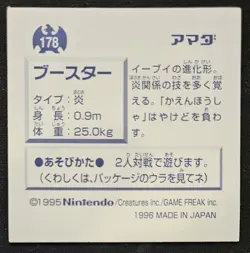 178
アマダ
ブースター
タイプ：炎
身長：0.9m
体重：25.0kg
イーブイの進化形。
炎関係の技を多く覚
える。「かえんほうし
ゃ」はやけどを負わ
す。
●あそびかた● 2人対戦で遊びます。
(くわしくは、パッケージのウラを見てネ)
©1995 Nintendo/Creatures inc./GAME FREAK inc.
1996 MADE IN JAPAN